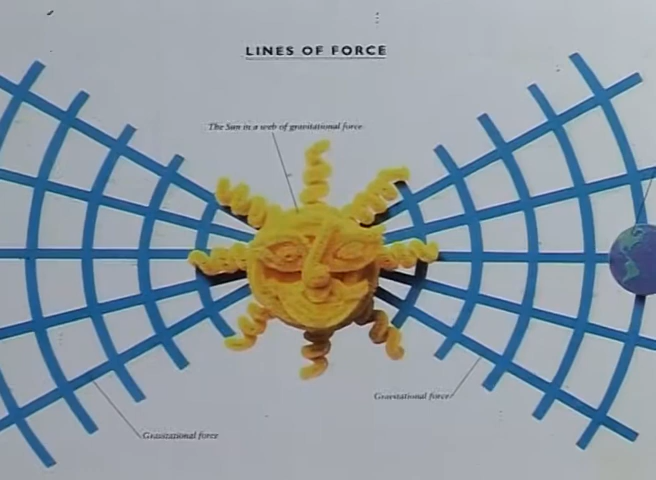 LINES OF FORCE
The Sun in a web of gravitational force
Gravitational force
Gravitational force